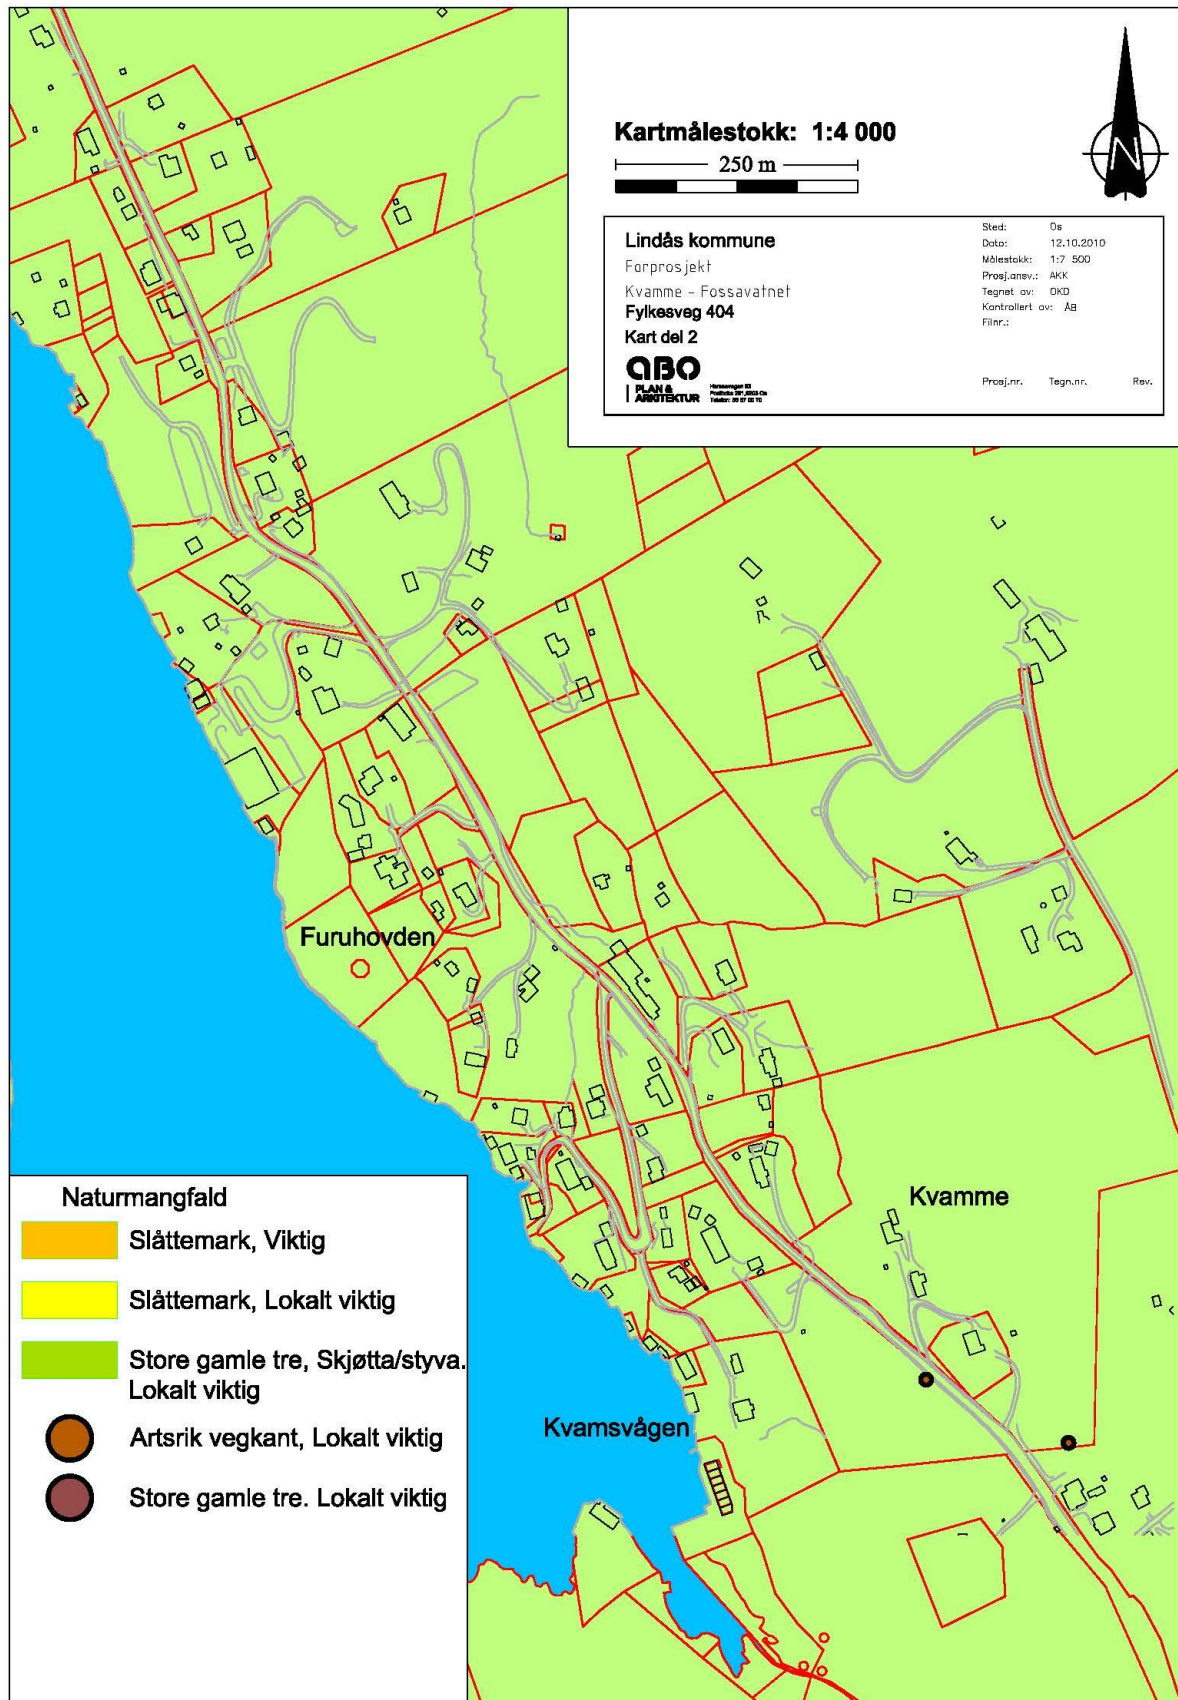 Kartmålestokk: 1:4 000
250 m
N
Lindås kommune
Forprosjekt
Kvamme - Fossavatnet
Fylkesveg 404
Kart del 2
ABO
PLAN &
ARKITEKTUR
Sted: Os
Dato: 12.10.2010
Målestokk: 1:7 500
Prosj.ansv.: AKK
Tegnet av: OKD
Kontrollert av: ÅB
Filnr.:
Prosj.nr. Tegn.nr. Rev.
Furuhovden
Kvamme
Kvamsvågen
Naturmangfald
Slåttemark, Viktig
Slåttemark, Lokalt viktig
Store gamle tre, Skjøtta/styva.
Lokalt viktig
Artsrik vegkant, Lokalt viktig
Store gamle tre. Lokalt viktig